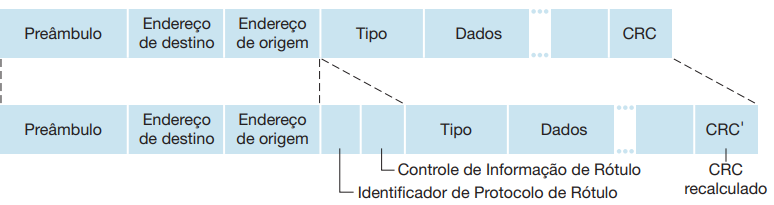 Preâmbulo
Endereço
de destino
Endereço
de origem
Tipo
Dados
CRC
Preâmbulo
Endereço
de destino
Endereço
de origem
Tipo
Dados
CRC'
Controle de Informação de Rótulo
Identificador de Protocolo de Rótulo
CRC
recalculado